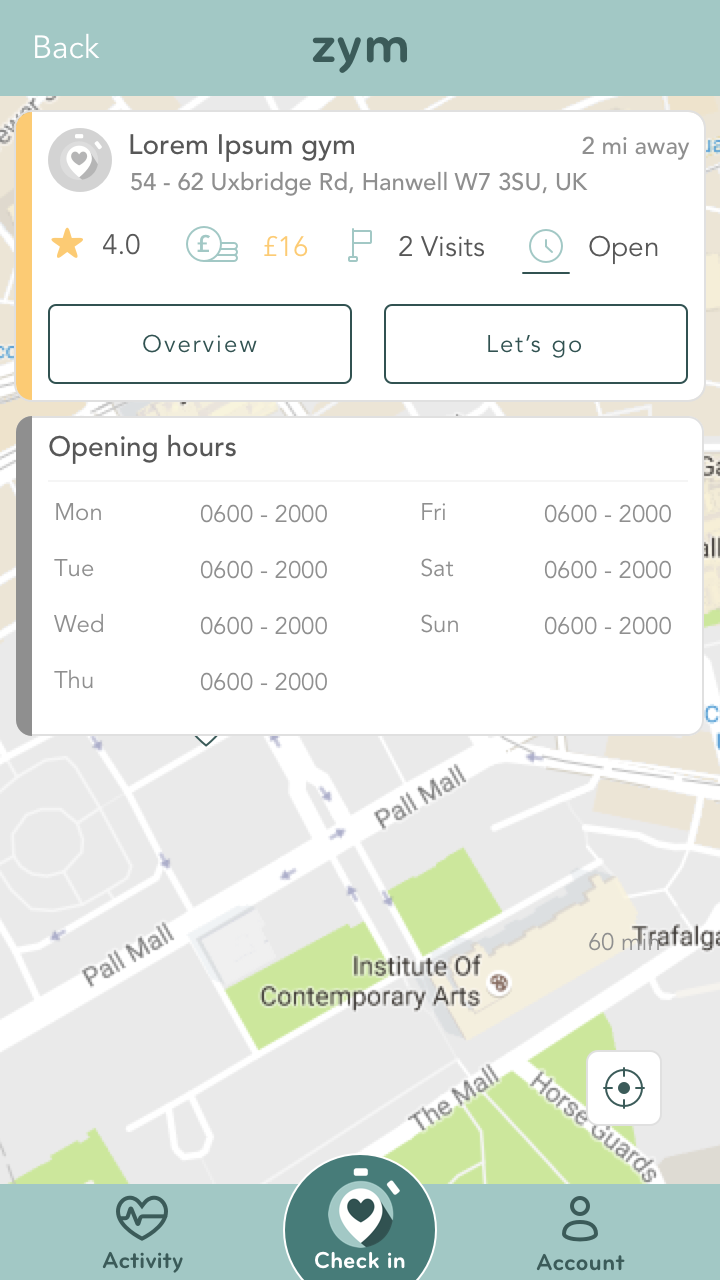 Back
zym
Lorem Ipsum gym
2 mi away
54 - 62 Uxbridge Rd, Hanwell W7 3SU, UK
4.0
£
£16
2 Visits
Open
Overview
Let’s go
Opening hours
Mon 0600 - 2000 Fri 0600 - 2000
Tue 0600 - 2000 Sat 0600 - 2000
Wed 0600 - 2000 Sun 0600 - 2000
Thu 0600 - 2000
Pall Mall
Pall Mall
60 min
Institute Of
Contemporary Arts
The Mall
Horse Guards
Activity
Check in
Account